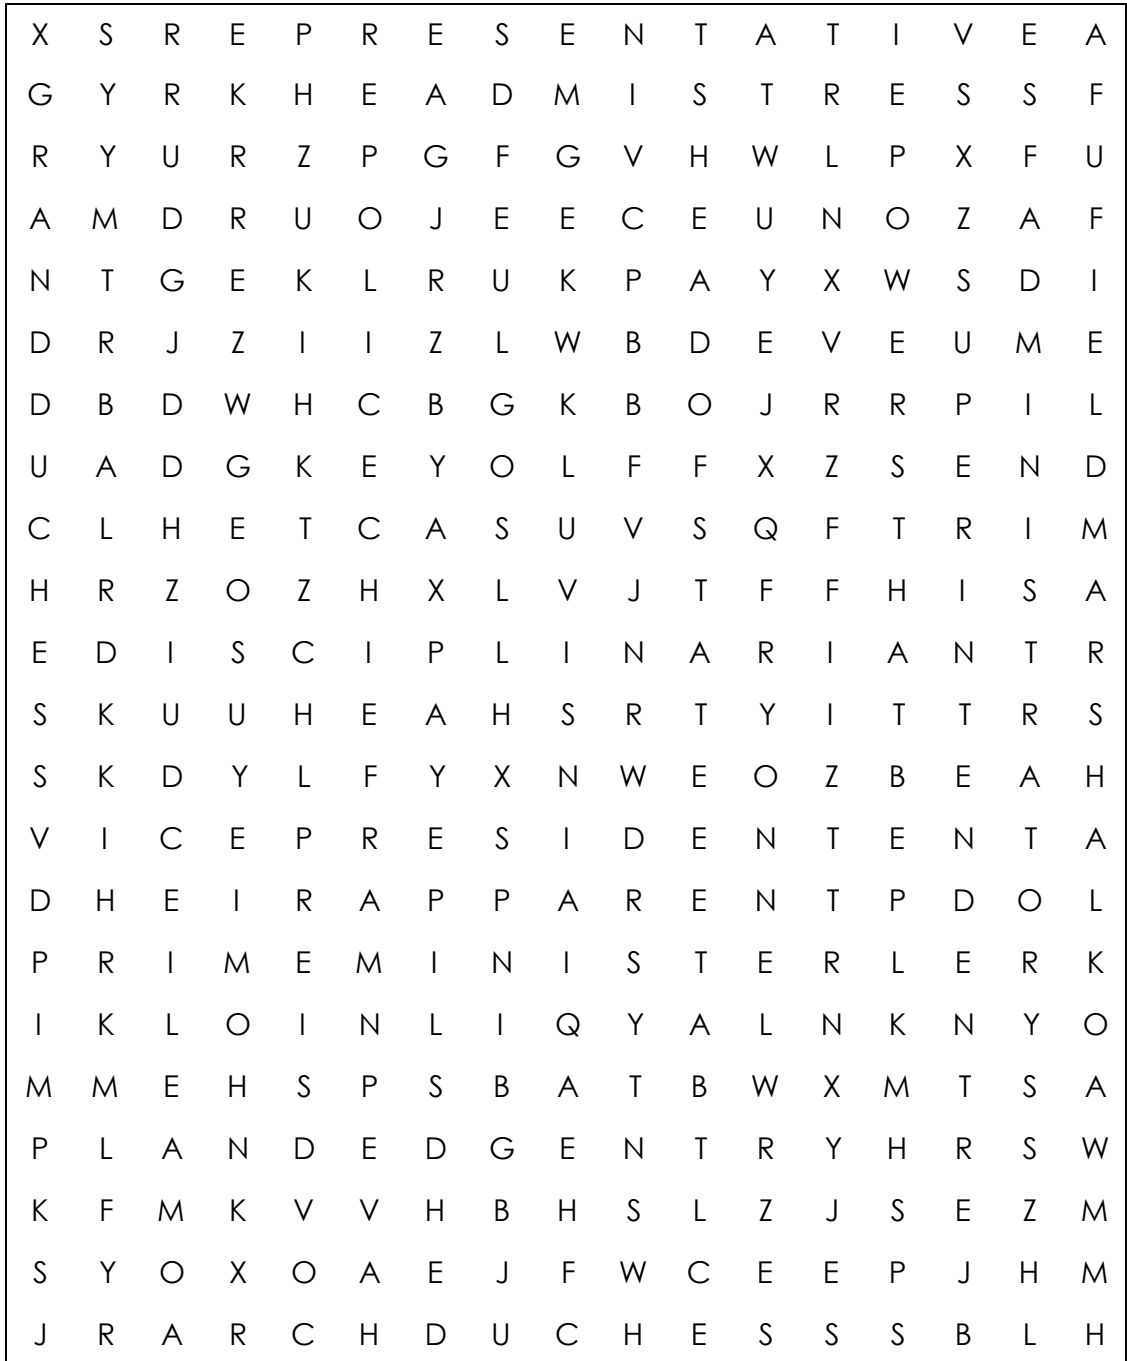 X S R E P R E S E N T A T I V E A
G Y R K H E A D M I S T R E S S F
R Y U R Z P G F G V H W L P X F U
A M D R U O J E E C E U N O Z A F
N T G E K L R U K P A Y X W S D I
D R J Z I I Z L W B D E V E U M E
D B D W H C B G K B O J R R P I L
U A D G K E Y O L F F X Z S E N D
C L H E T C A S U V S Q F T R I M
H R Z O Z H X L V J T F F H I S A
E D I S C I P L I N A R I A N T R
S K U U H E A H S R T Y I T T R S
S K D Y L F Y X N W E O Z B E A H
V I C E P R E S I D E N T E N T A
D H E I R A P P A R E N T P D O L
P R I M E M I N I S T E R L E R K
I K L O I N L I Q Y A L N K N Y O
M M E H S P S B A T B W X M T S A
P L A N D E D G E N T R Y H R S W
K F M K V V H B H S L Z J S E Z M
S Y O X O A E J F W C E E P J H M
J R A R C H D U C H E S S S B L H